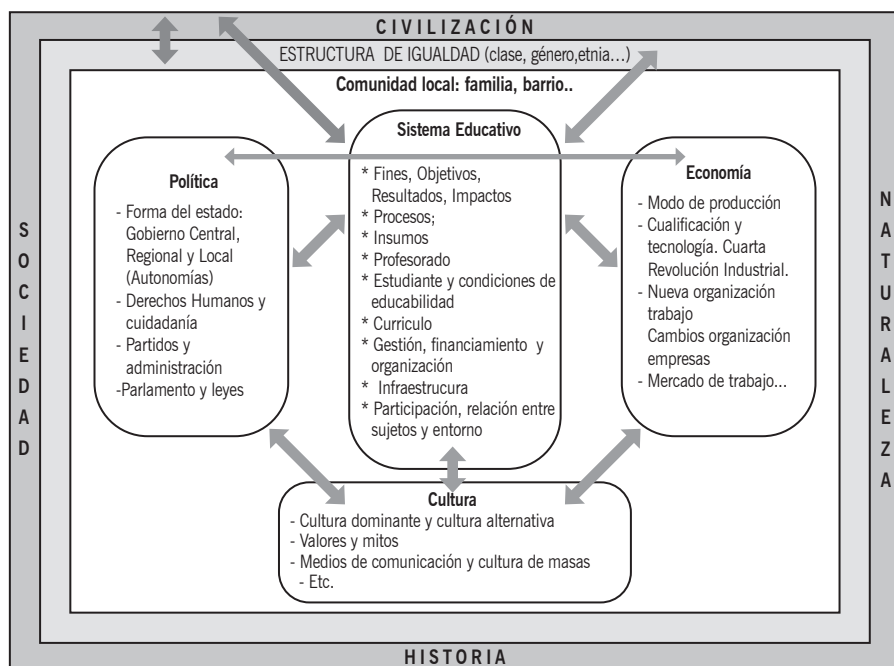 CIVILIZACIÓN
ESTRUCTURA DE IGUALDAD (clase, género,etnia...)
Comunidad local: familia, barrio..
SOCIEDAD
Política
- Forma del estado:
Gobierno Central,
Regional y Local
(Autonomías)
- Derechos Humanos y
cuidadanía
- Partidos y
administración
-Parlamento y leyes
Sistema Educativo
* Fines, Objetivos,
Resultados, Impactos
* Procesos;
* Insumos
* Profesorado
* Estudiante y condiciones de
educabilidad
* Curriculo
* Gestión, financiamiento y
organización
* Infraestrucura
* Participación, relación entre
sujetos y entorno
Economía
- Modo de producción
- Cualificación y
tecnología. Cuarta
Revolución Industrial.
- Nueva organización
trabajo
Cambios organización
empresas
- Mercado de trabajo...
NATURALEZA
Cultura
- Cultura dominante y cultura alternativa
- Valores y mitos
- Medios de comunicación y cultura de masas
- Etc.
HISTORIA